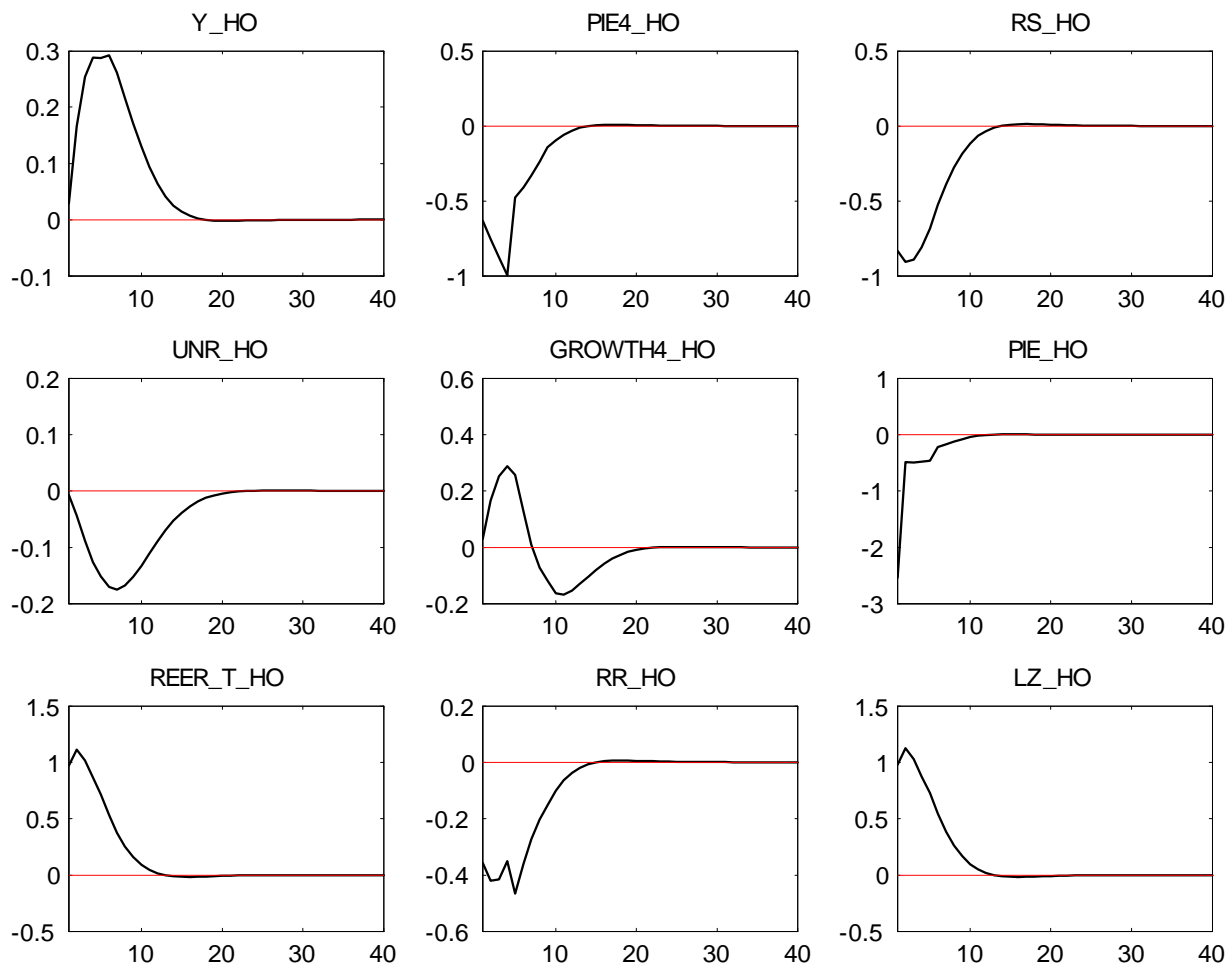 Y_HO PIE4_HO RS_HO
0.3 0.5 0.5
0.2
0 0
0.1
-0.5 -0.5
0
-0.1 -1 -1
10 20 30 40 10 20 30 40 10 20 30 40
UNR_HO GROWTH4_HO PIE_HO
0.2 0.6 1
0.1 0.4 0
0 0.2 -1
-0.1 0 -2
-0.2 -0.2 -3
10 20 30 40 10 20 30 40 10 20 30 40
REER_T_HO RR_HO LZ_HO
1.5 0.2 1.5
1 0 1
0.5 -0.2 0.5
0 -0.4 0
-0.5 -0.6 -0.5
10 20 30 40 10 20 30 40 10 20 30 40